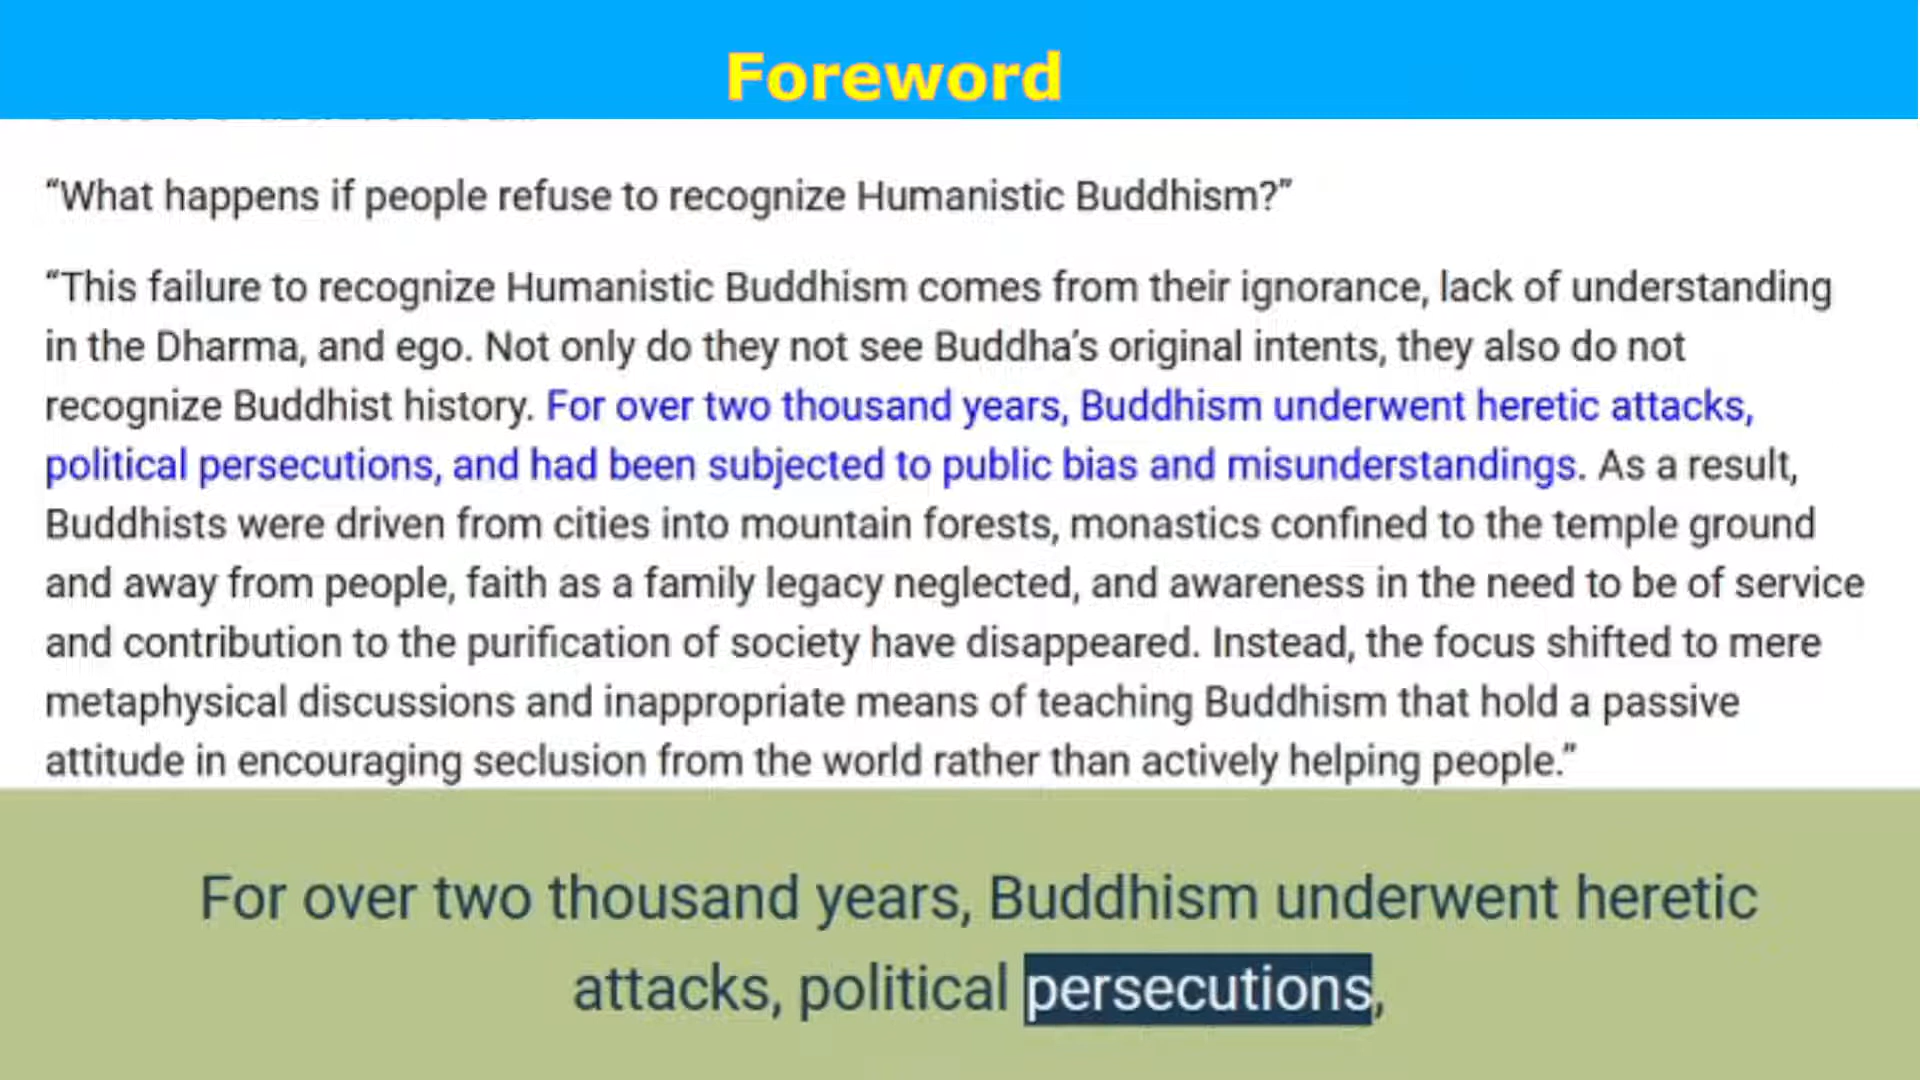 Foreword
“What happens if people refuse to recognize Humanistic Buddhism?”
“This failure to recognize Humanistic Buddhism comes from their ignorance, lack of understanding
in the Dharma, and ego. Not only do they not see Buddha’s original intents, they also do not
recognize Buddhist history. For over two thousand years, Buddhism underwent heretic attacks,
political persecutions, and had been subjected to public bias and misunderstandings. As a result,
Buddhists were driven from cities into mountain forests, monastics confined to the temple ground
and away from people, faith as a family legacy neglected, and awareness in the need to be of service
and contribution to the purification of society have disappeared. Instead, the focus shifted to mere
metaphysical discussions and inappropriate means of teaching Buddhism that hold a passive
attitude in encouraging seclusion from the world rather than actively helping people.”
For over two thousand years, Buddhism underwent heretic
attacks, political persecutions,